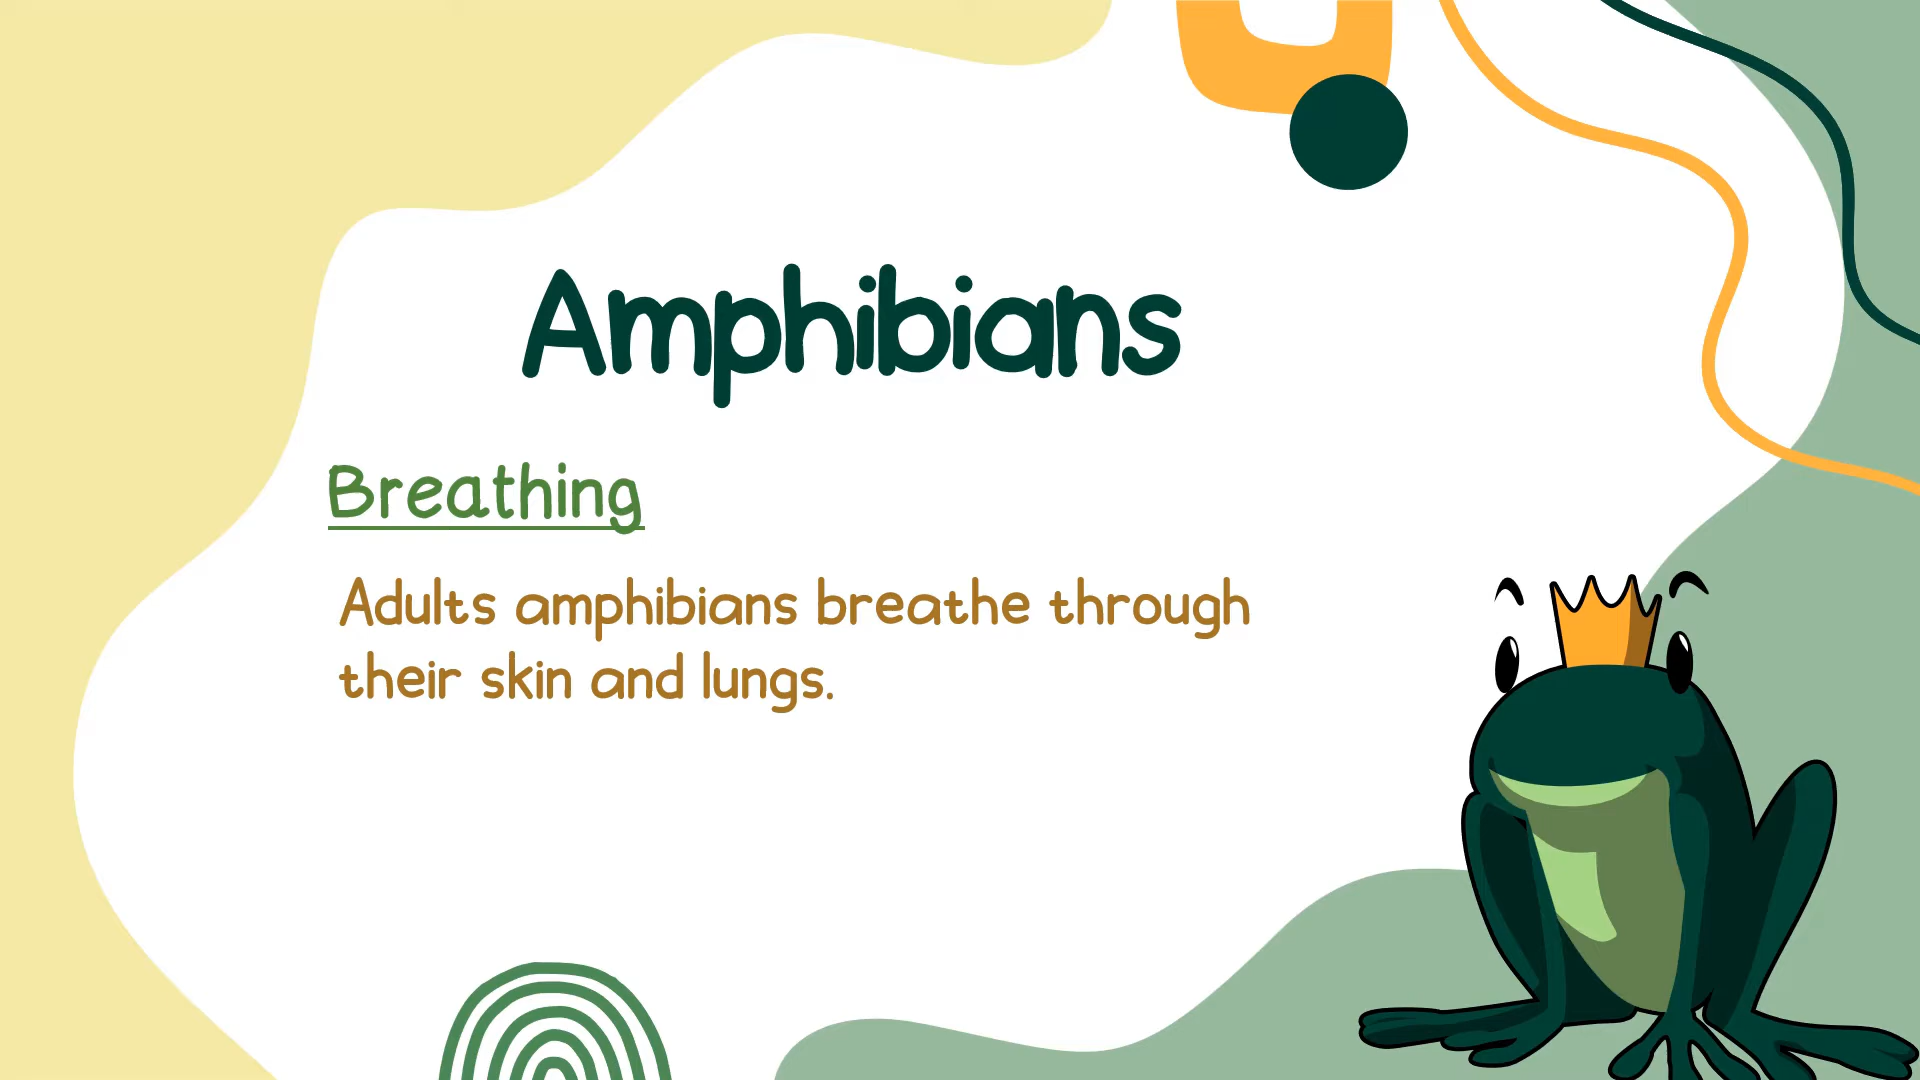 Amphibians
Breathing
Adults amphibians breathe through
their skin and lungs.